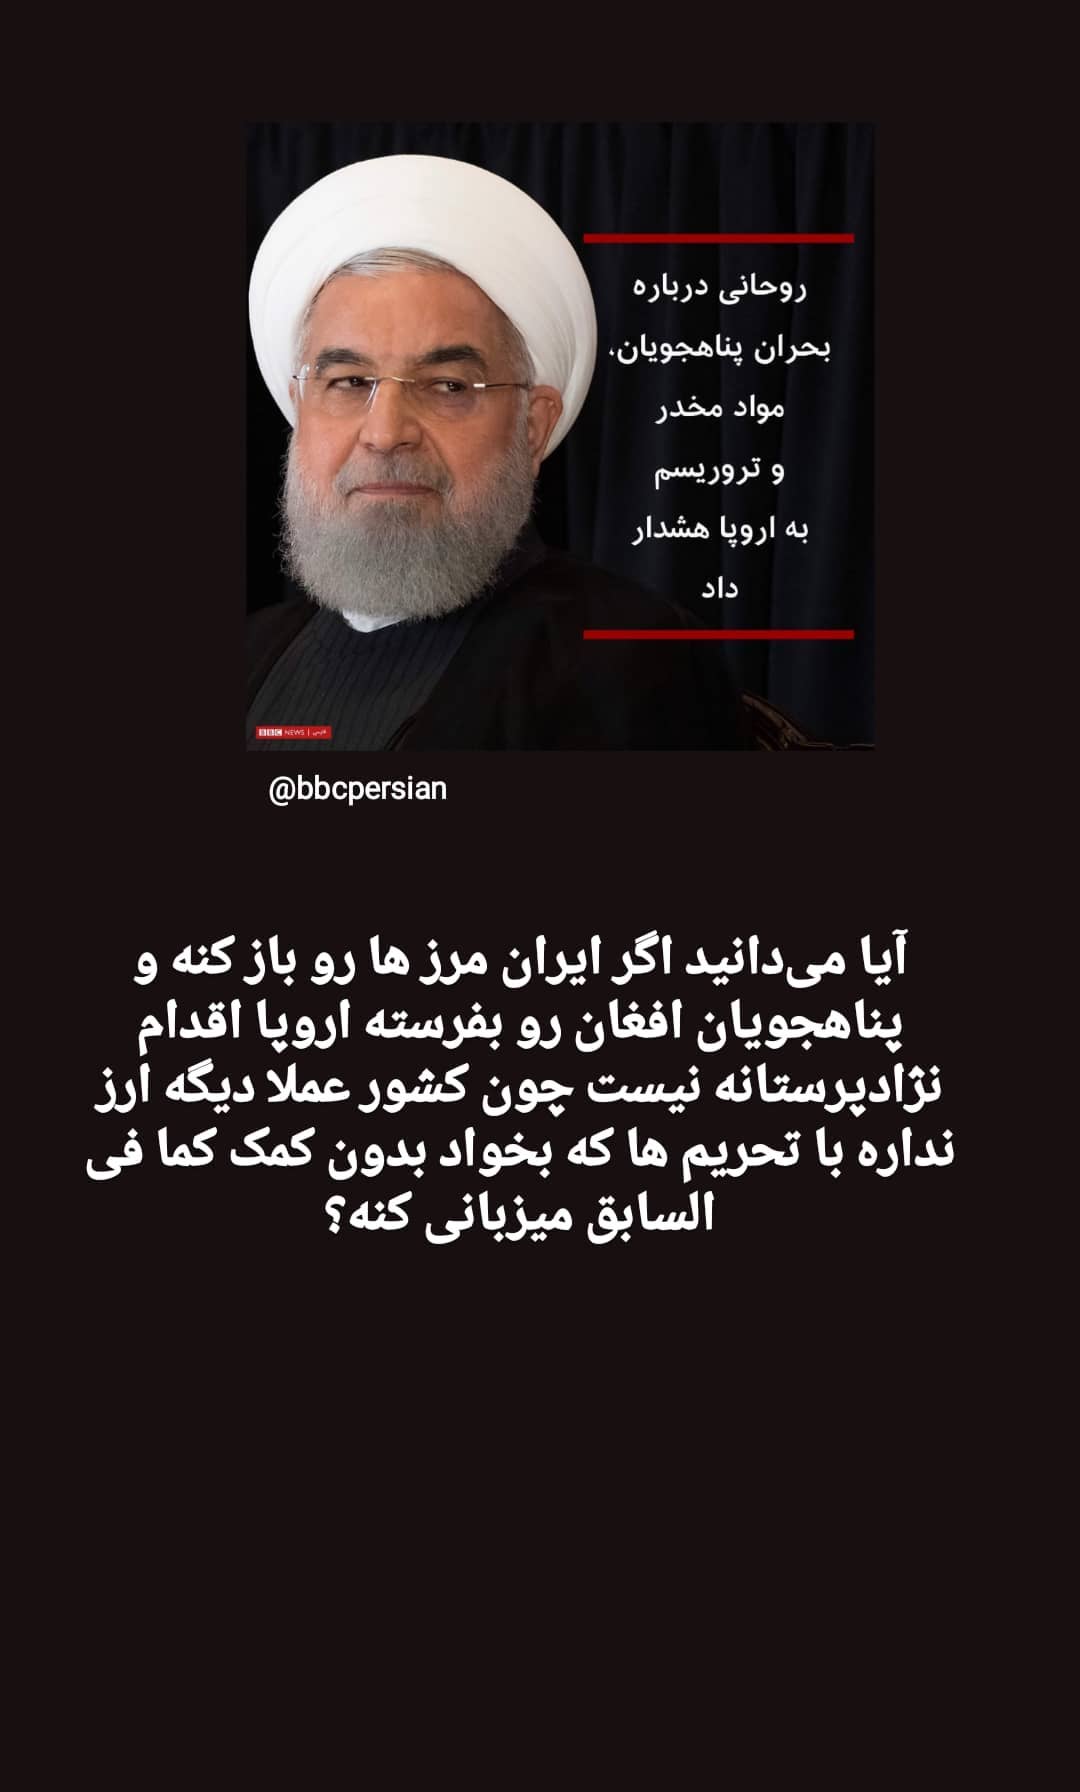 روحانی درباره
بحران پناهجویان،
مواد مخدر
و تروریسم
به اروپا هشدار
داد
BBC NEWS | فارسی
@bbcpersian
آیا می‌دانید اگر ایران مرز ها رو باز کنه و
پناهجویان افغان رو بفرسته اروپا اقدام
نژادپرستانه نیست چون کشور عملا دیگه ارز
نداره با تحریم ها که بخواد بدون کمک کما فی
السابق میزبانی کنه؟